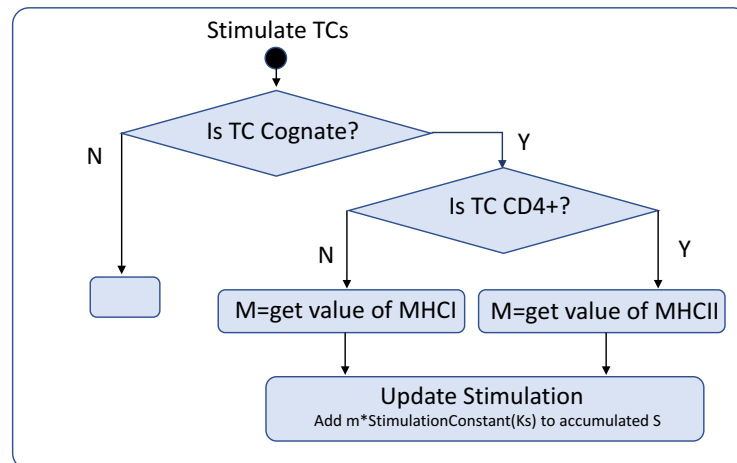 Stimulate TCs
Is TC Cognate?
N
Y
Is TC CD4+?
N
Y
M=get value of MHCI
M=get value of MHCII
Update Stimulation
Add m*StimulationConstant(Ks) to accumulated S